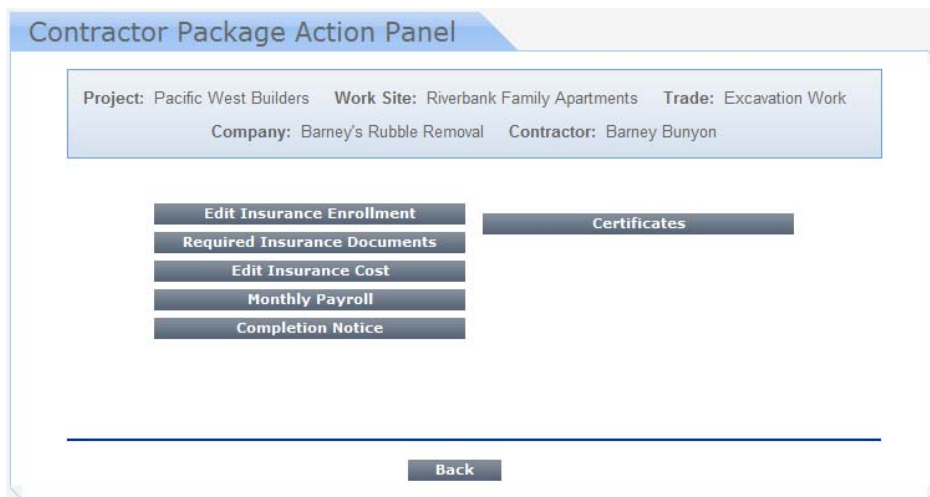 Contractor Package Action Panel
Project: Pacific West Builders Work Site: Riverbank Family Apartments Trade: Excavation Work
Company: Barney's Rubble Removal Contractor: Barney Bunyon
Edit Insurance Enrollment
Required Insurance Documents
Edit Insurance Cost
Monthly Payroll
Completion Notice
Certificates
Back